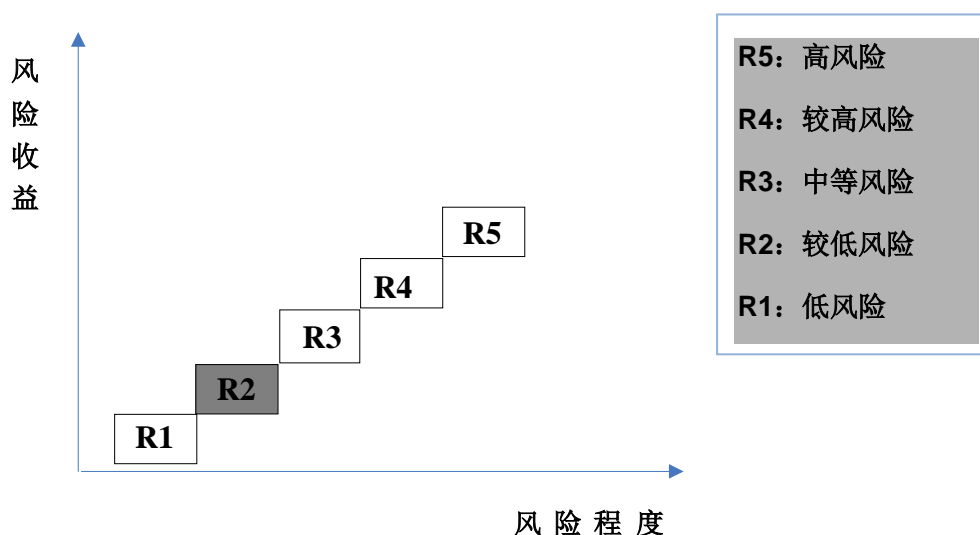 风
险
收
益
R5
R4
R3
R2
R1
风 险 程 度
R5：高风险
R4：较高风险
R3：中等风险
R2：较低风险
R1：低风险